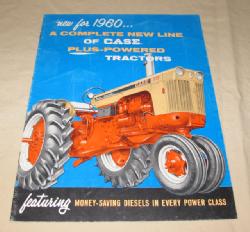 new for 1960...
A COMPLETE NEW LINE
OF CASE
PLUS-POWERED
TRACTORS
featuring MONEY-SAVING DIESELS IN EVERY POWER CLASS